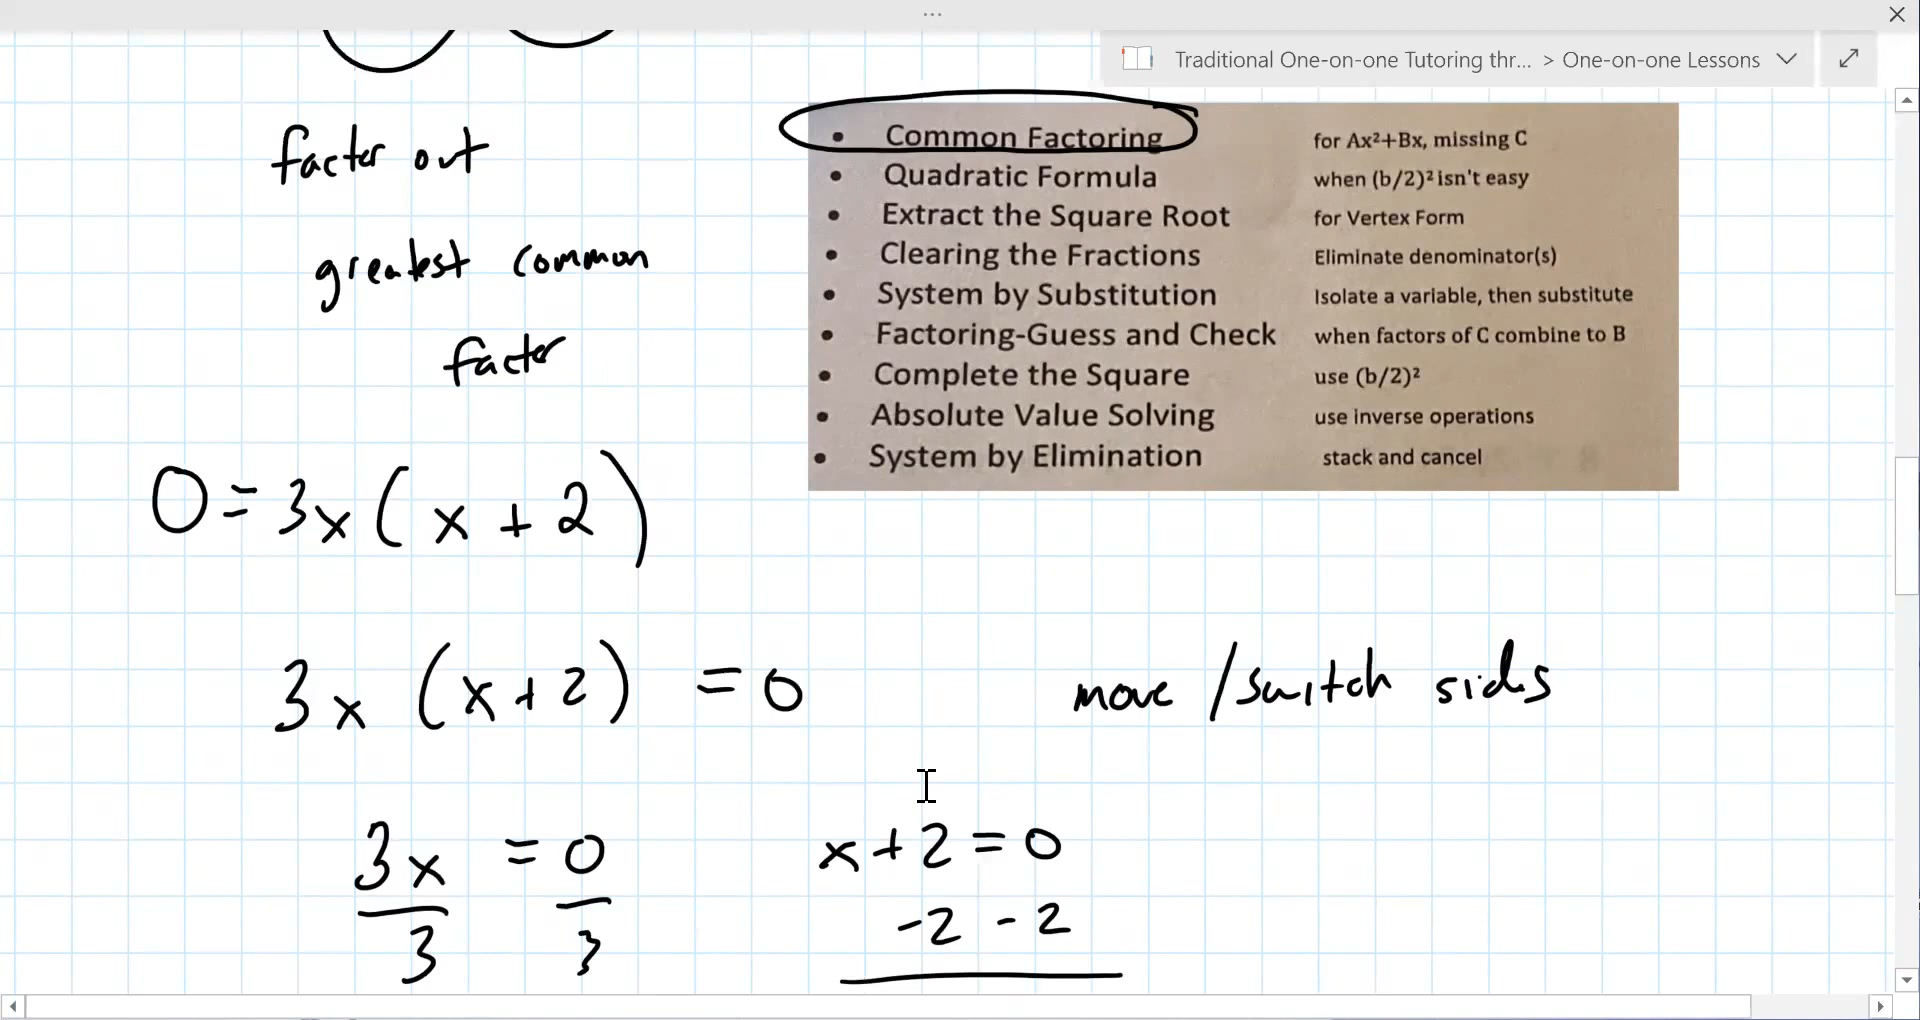 ...
Traditional One-on-one Tutoring thr... > One-on-one Lessons
factor out
greatest common
factor
• Common Factoring for Ax²+Bx, missing C
• Quadratic Formula when (b/2)² isn't easy
• Extract the Square Root for Vertex Form
• Clearing the Fractions Eliminate denominator(s)
• System by Substitution Isolate a variable, then substitute
• Factoring-Guess and Check when factors of C combine to B
• Complete the Square use (b/2)²
• Absolute Value Solving use inverse operations
• System by Elimination stack and cancel
0 = 3x ( x + 2 )
3x (x+2) = 0 move / switch sides
3x = 0 x+2 = 0
3 3 -2 -2